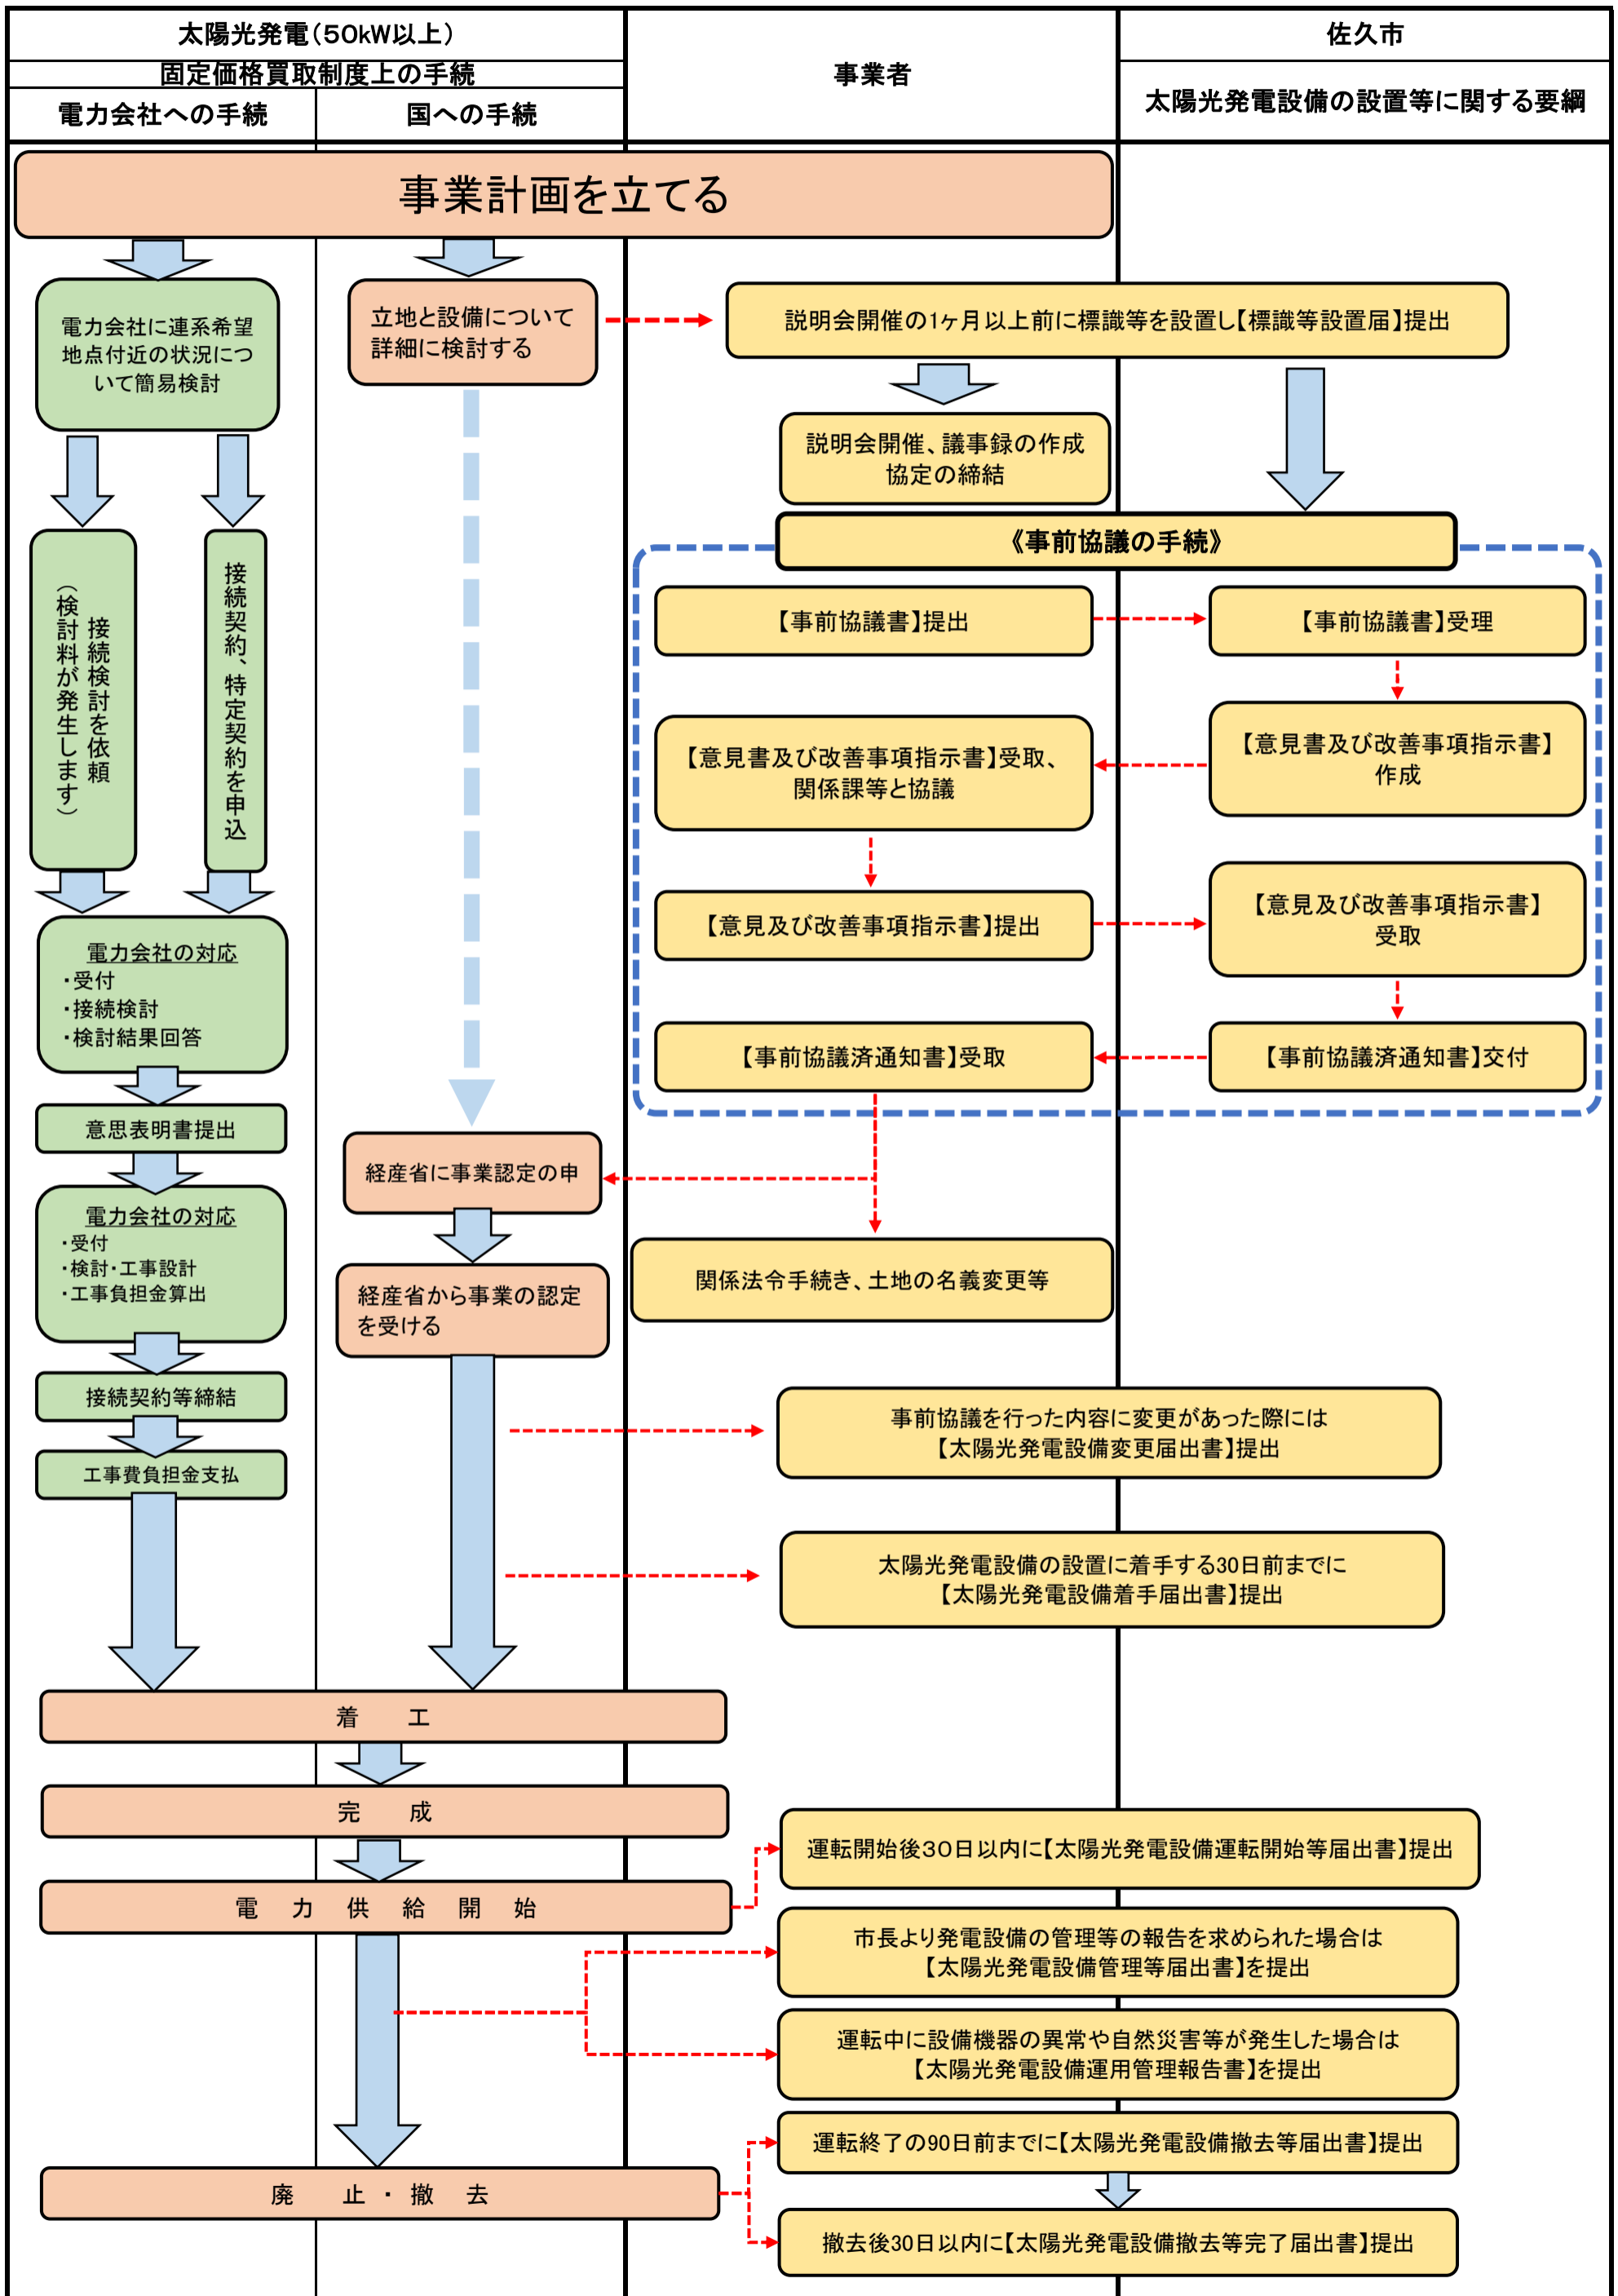 太陽光発電(50kW以上)
固定価格買取制度上の手続
電力会社への手続
国への手続
事業者
佐久市
太陽光発電設備の設置等に関する要綱
事業計画を立てる
電力会社に連系希望
地点付近の状況につ
いて簡易検討
立地と設備について
詳細に検討する
説明会開催の1ヶ月以上前に標識等を設置し【標識等設置届】提出
説明会開催、議事録の作成
協定の締結
《事前協議の手続》
接続検討を依頼
(検討料が発生します)
接続契約、特定契約を申込
【事前協議書】提出
【事前協議書】受理
【意見書及び改善事項指示書】
作成
【意見書及び改善事項指示書】受取、
関係課等と協議
【意見及び改善事項指示書】提出
【意見及び改善事項指示書】
受取
【事前協議済通知書】交付
【事前協議済通知書】受取
電力会社の対応
・受付
・接続検討
・検討結果回答
意思表明書提出
電力会社の対応
・受付
・検討・工事設計
・工事負担金算出
接続契約等締結
工事費負担金支払
経産省に事業認定の申
経産省から事業の認定
を受ける
関係法令手続き、土地の名義変更等
事前協議を行った内容に変更があった際には
【太陽光発電設備変更届出書】提出
太陽光発電設備の設置に着手する30日前までに
【太陽光発電設備着手届出書】提出
着　工
完　成
電　力　供　給　開　始
運転開始後30日以内に【太陽光発電設備運転開始等届出書】提出
市長より発電設備の管理等の報告を求められた場合は
【太陽光発電設備管理等届出書】を提出
運転中に設備機器の異常や自然災害等が発生した場合は
【太陽光発電設備運用管理報告書】を提出
廃　止・撤　去
運転終了の90日前までに【太陽光発電設備撤去等届出書】提出
撤去後30日以内に【太陽光発電設備撤去等完了届出書】提出